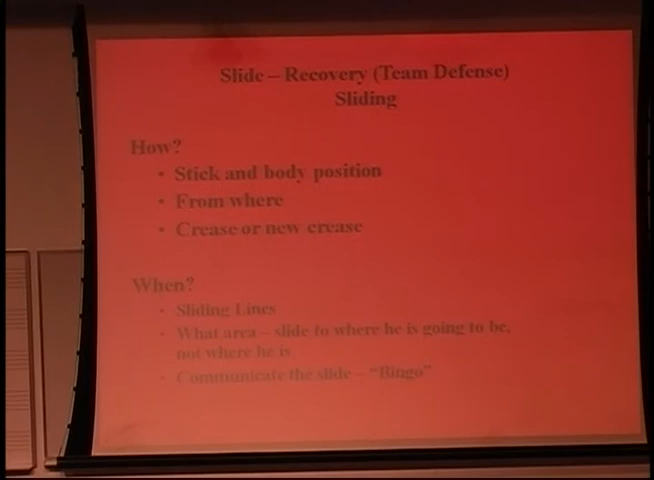 Slide – Recovery (Team Defense)
Sliding
How?
• Stick and body position
• From where
• Crease or new crease
When?
• Sliding Lines
• What area – slide to where he is going to be,
not where he is
• Communicate the slide – “Bingo”